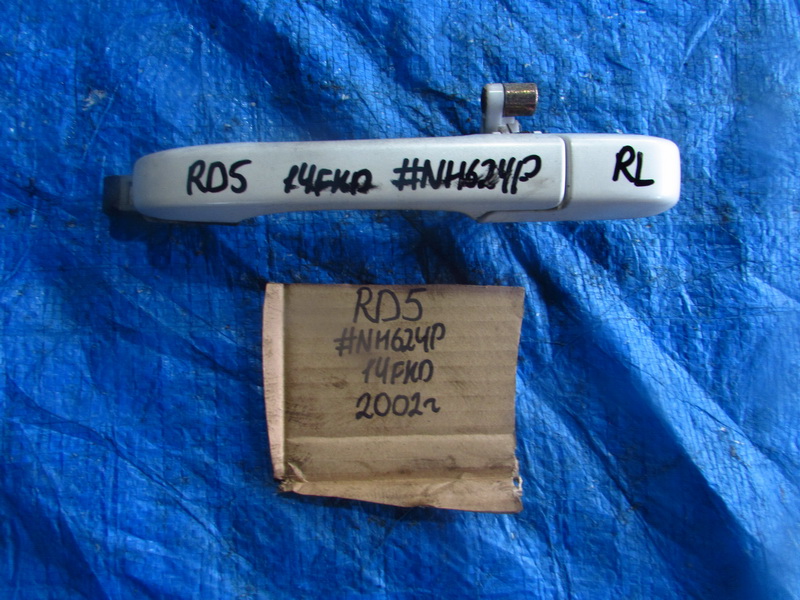 RD5 14FKD #NH624P RL
RD5
#NH624P
14FKD
2002г